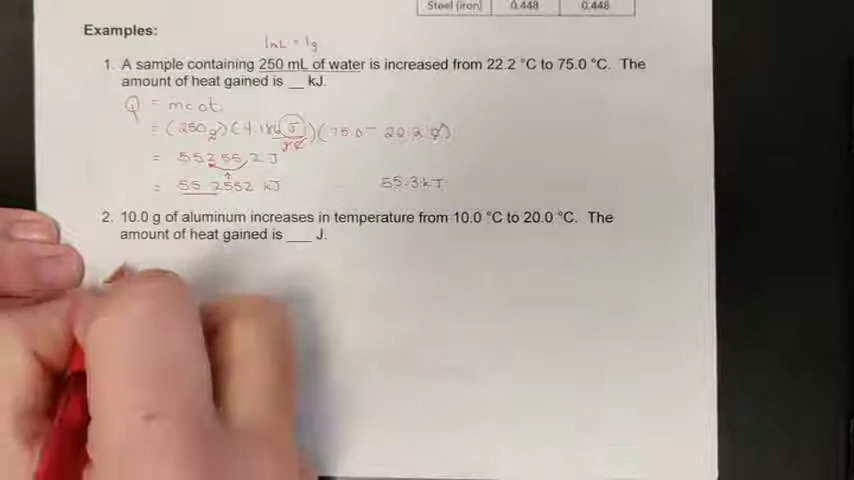 Steel (iron) 0.448 0.448
Examples:
1mL = 1g
1. A sample containing 250 mL of water is increased from 22.2 °C to 75.0 °C. The
amount of heat gained is __ kJ.
Q = mcΔt
= (250g)(4.184 J/g°C)(75.0 - 22.2 °C)
= 55255.2 J
= 55.2552 kJ 55.3 kJ
2. 10.0 g of aluminum increases in temperature from 10.0 °C to 20.0 °C. The
amount of heat gained is ___ J.